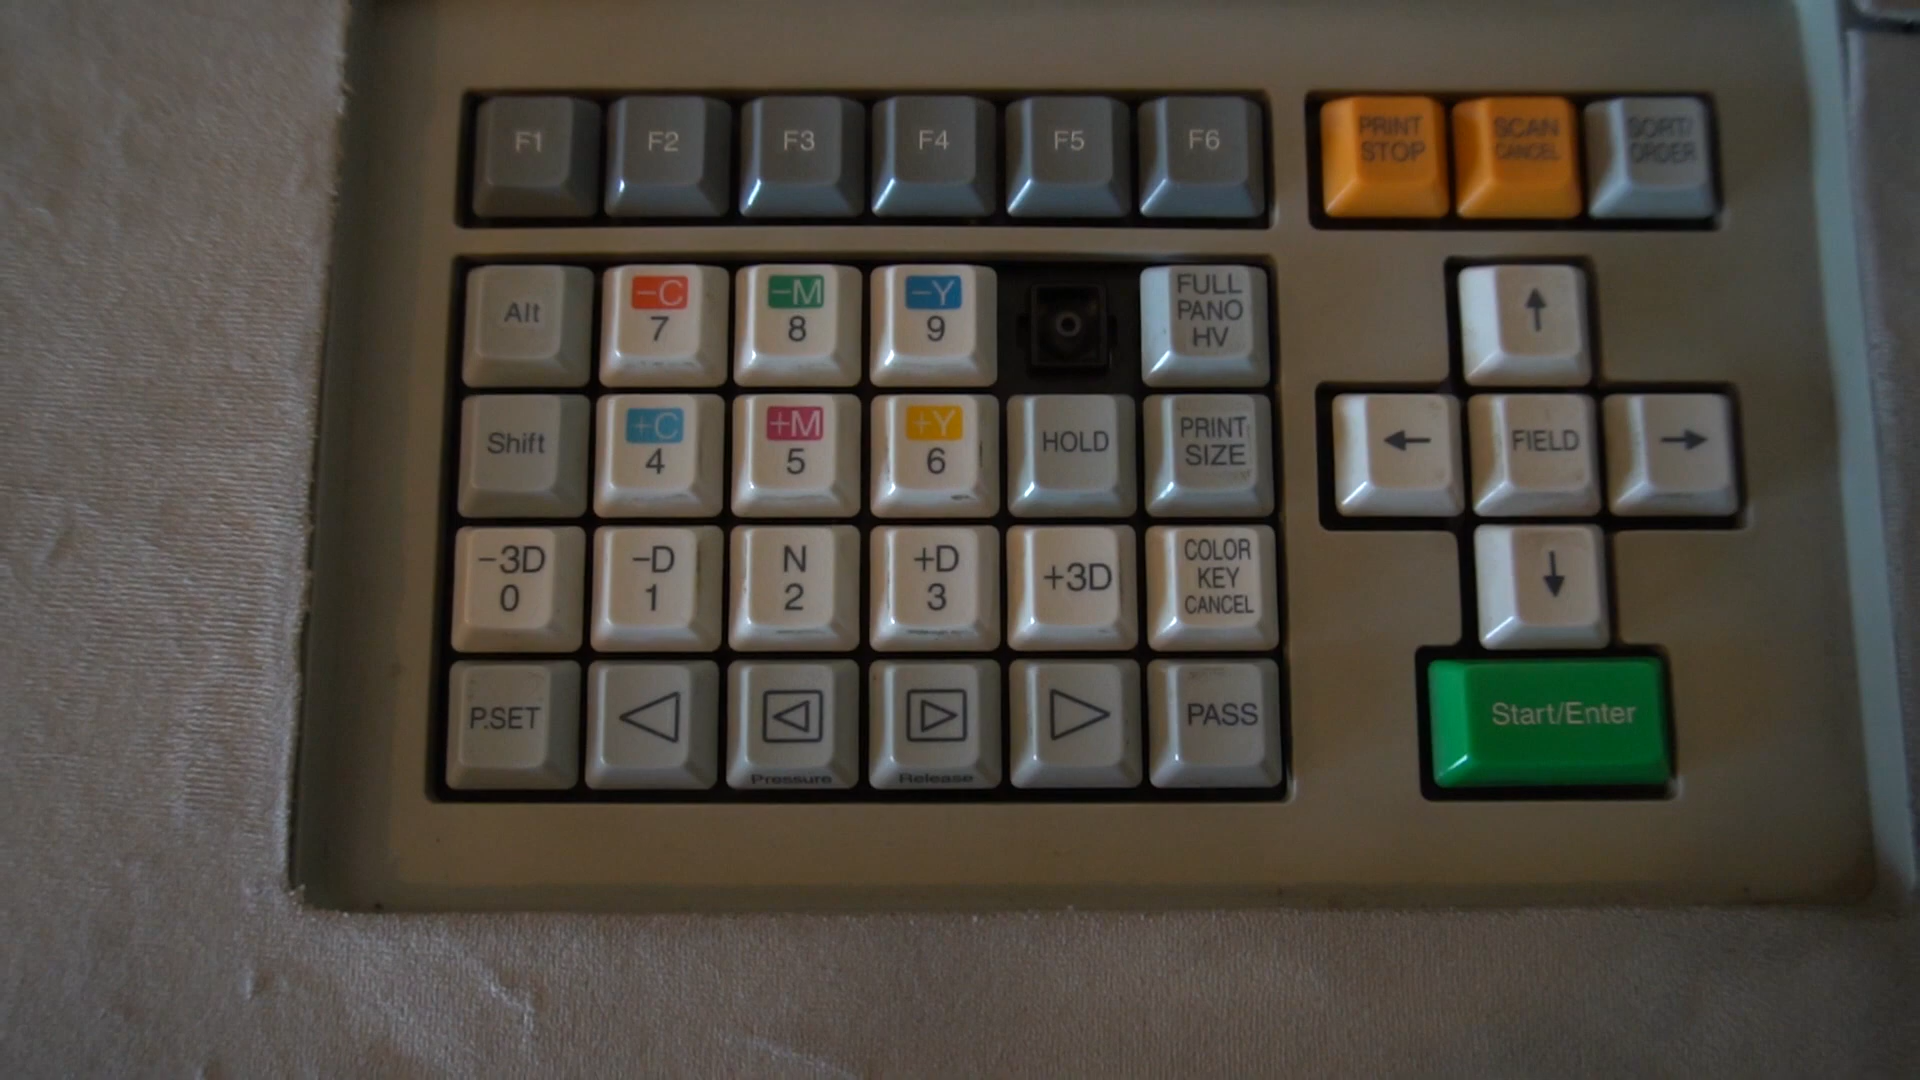 F1 F2 F3 F4 F5 F6
PRINT
STOP
SCAN
CANCEL
SORT/
ORDER
Alt
-C
7
-M
8
-Y
9
FULL
PANO
HV
↑
Shift
+C
4
+M
5
+Y
6
HOLD
PRINT
SIZE
←
FIELD
→
-3D
0
-D
1
N
2
+D
3
+3D
COLOR
KEY
CANCEL
↓
P.SET
Pressure
Release
PASS
Start/Enter